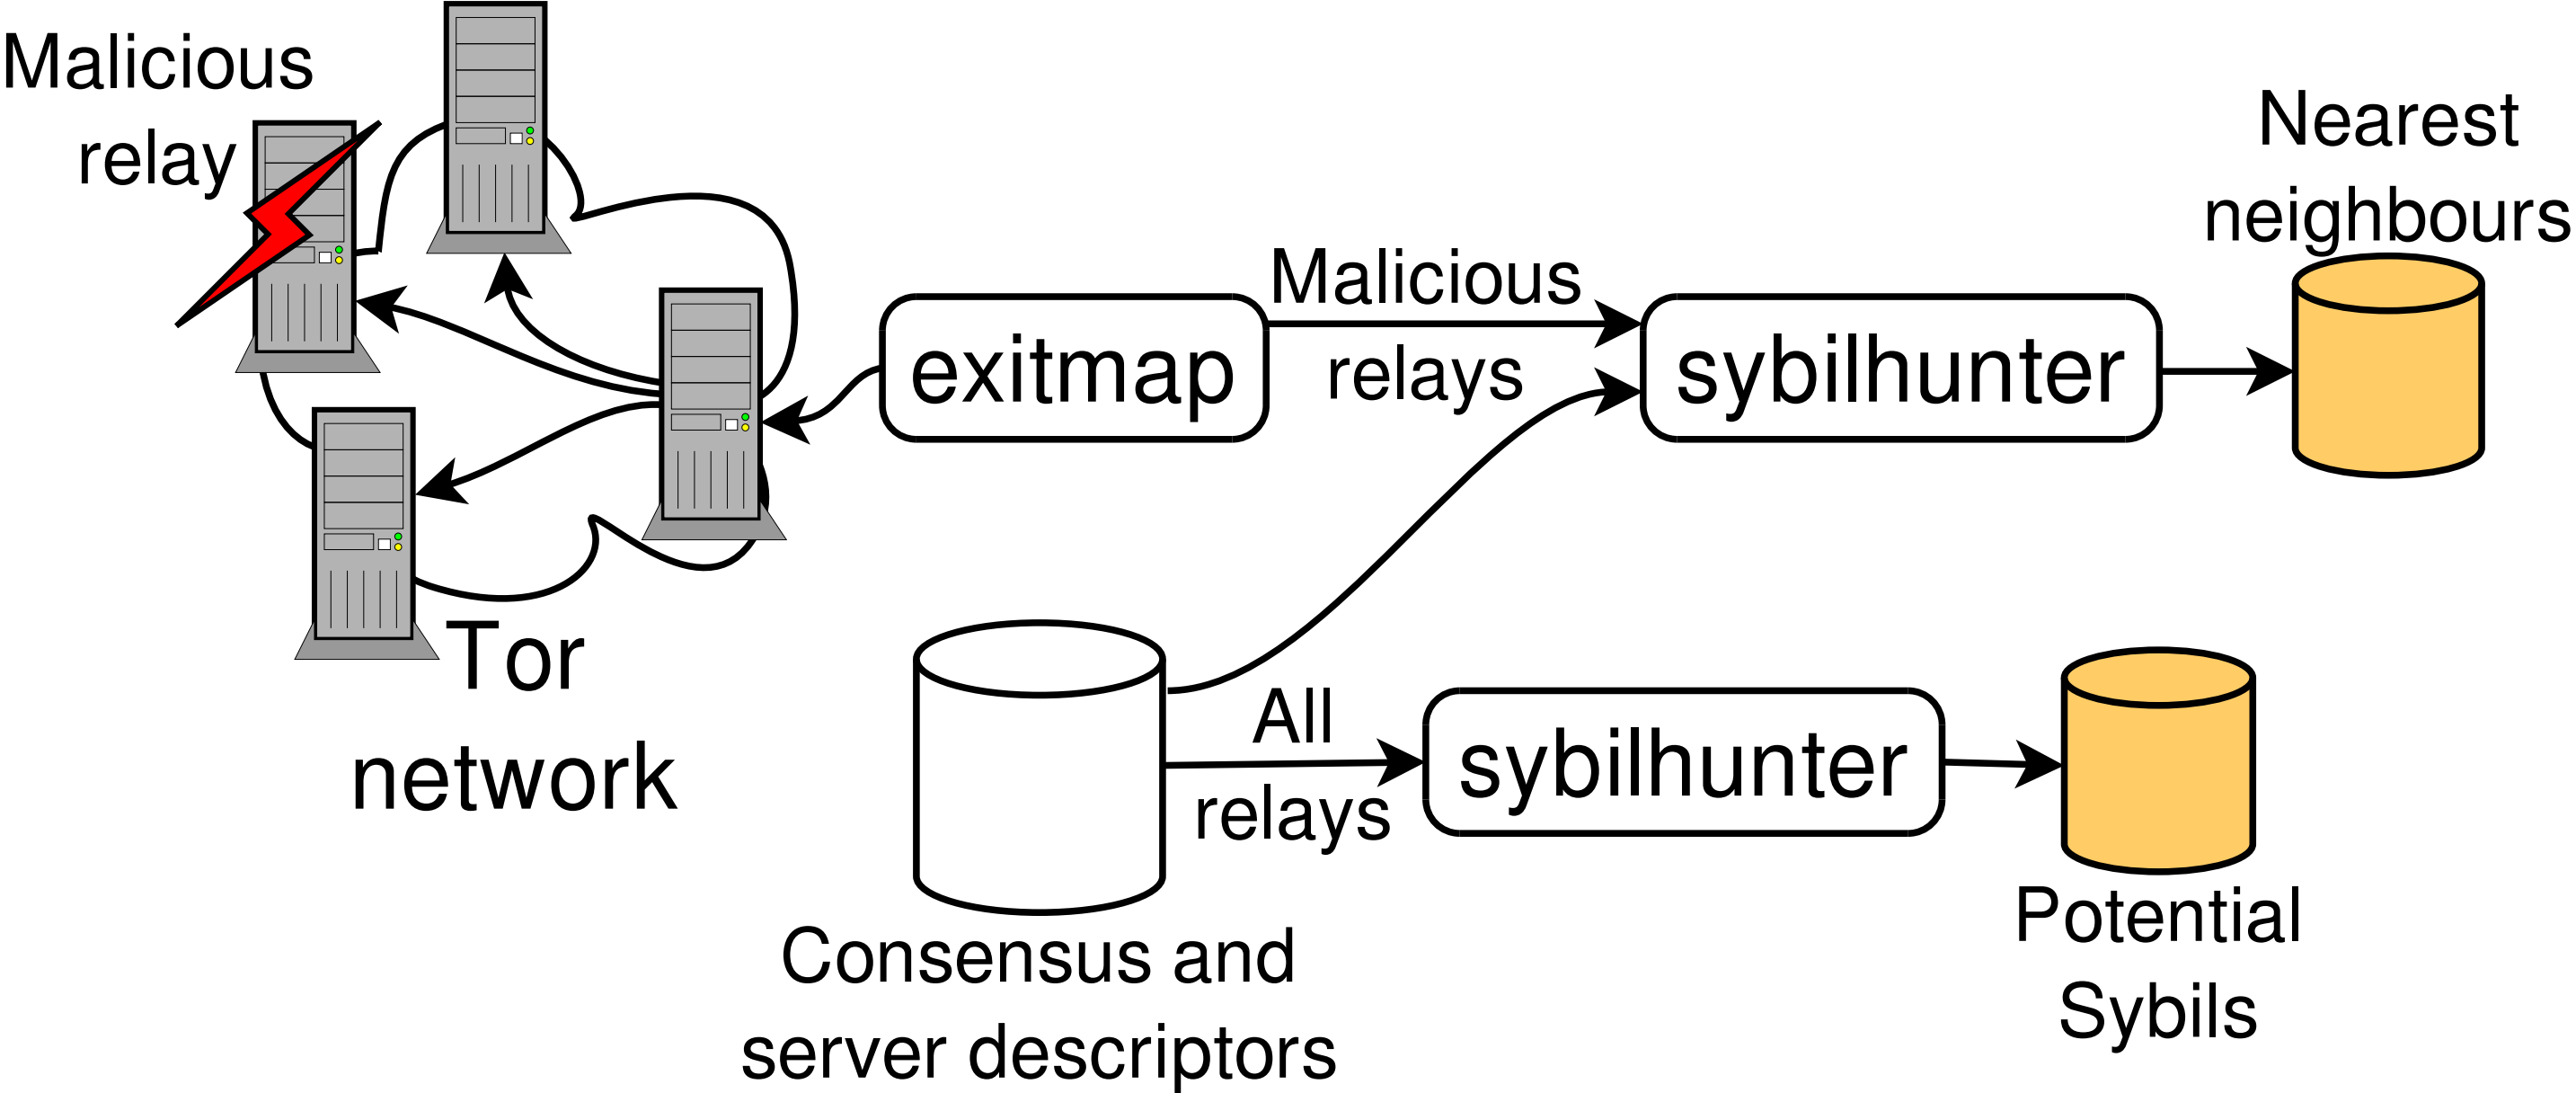 Malicious
relay
Tor
network
exitmap
Malicious
relays
sybilhunter
Nearest
neighbours
Consensus and
server descriptors
All
relays
sybilhunter
Potential
Sybils